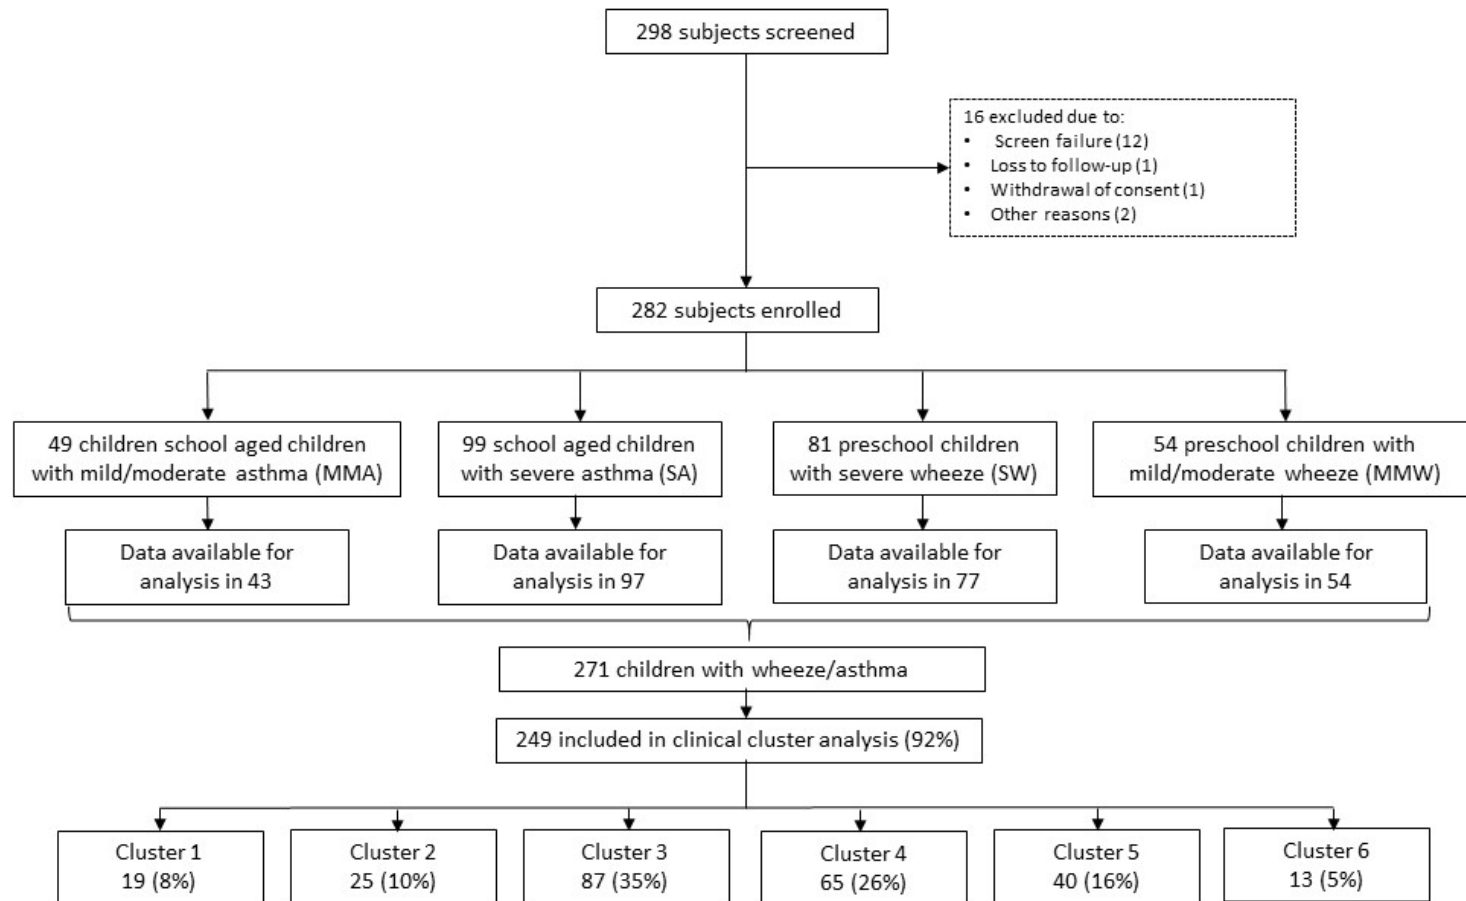 298 subjects screened
16 excluded due to:
• Screen failure (12)
• Loss to follow-up (1)
• Withdrawal of consent (1)
• Other reasons (2)
282 subjects enrolled
49 children school aged children
with mild/moderate asthma (MMA)
99 school aged children
with severe asthma (SA)
81 preschool children
with severe wheeze (SW)
54 preschool children with
mild/moderate wheeze (MMW)
Data available for
analysis in 43
Data available for
analysis in 97
Data available for
analysis in 77
Data available for
analysis in 54
271 children with wheeze/asthma
249 included in clinical cluster analysis (92%)
Cluster 1
19 (8%)
Cluster 2
25 (10%)
Cluster 3
87 (35%)
Cluster 4
65 (26%)
Cluster 5
40 (16%)
Cluster 6
13 (5%)